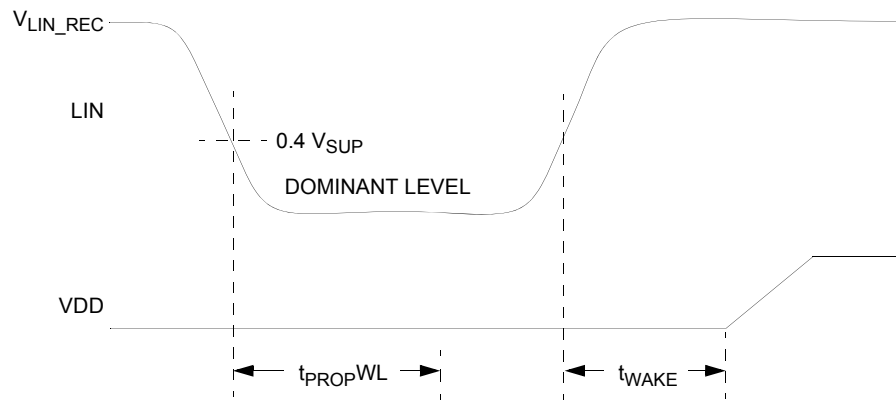 VLIN_REC
LIN
0.4 VSUP
DOMINANT LEVEL
VDD
tPROPWL
tWAKE